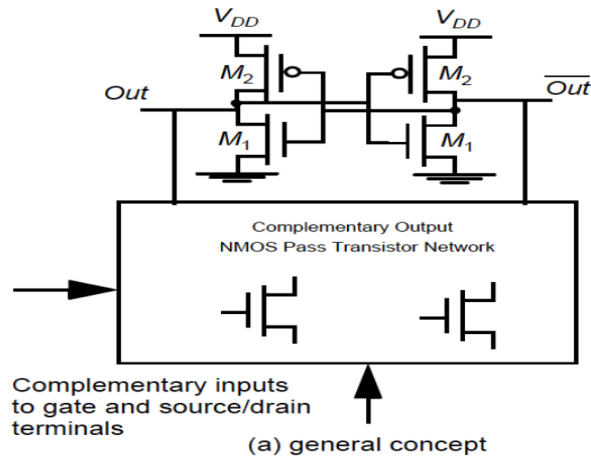 VDD VDD
M2 M2
Out Out
M1 M1
Complementary Output
NMOS Pass Transistor Network
Complementary inputs
to gate and source/drain
terminals
(a) general concept